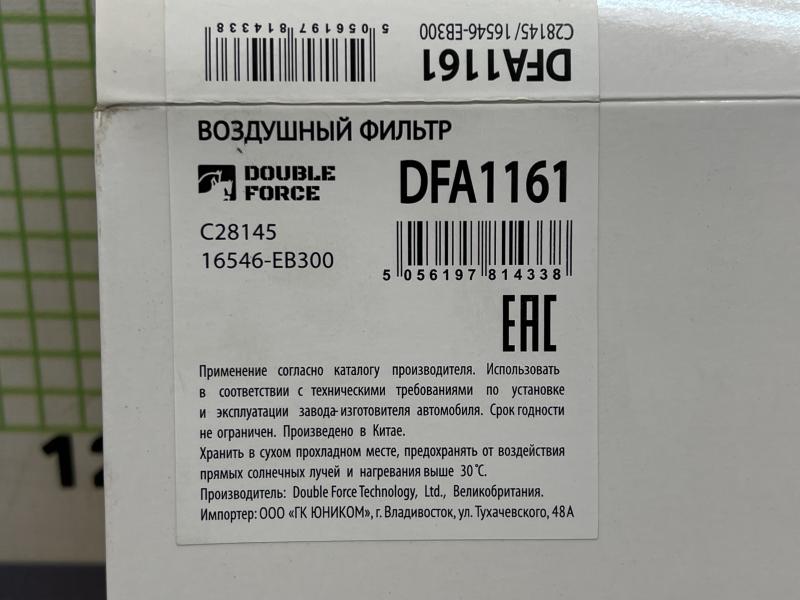 5 056197 814338
C28145/16546-EB300
DFA1161
ВОЗДУШНЫЙ ФИЛЬТР
DOUBLE
FORCE
DFA1161
C28145
16546-EB300
5 056197 814338
EAC
Применение согласно каталогу производителя. Использовать
в соответствии с техническими требованиями по установке
и эксплуатации завода-изготовителя автомобиля. Срок годности
не ограничен. Произведено в Китае.
Хранить в сухом прохладном месте, предохранять от воздействия
прямых солнечных лучей и нагревания выше 30°С.
Производитель: Double Force Technology, Ltd., Великобритания.
Импортер: ООО «ГК ЮНИКОМ», г. Владивосток, ул. Тухачевского, 48А